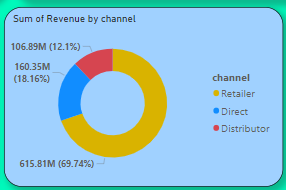 Sum of Revenue by channel
106.89M (12.1%)
160.35M
(18.16%)
615.81M (69.74%)
channel
Retailer
Direct
Distributor